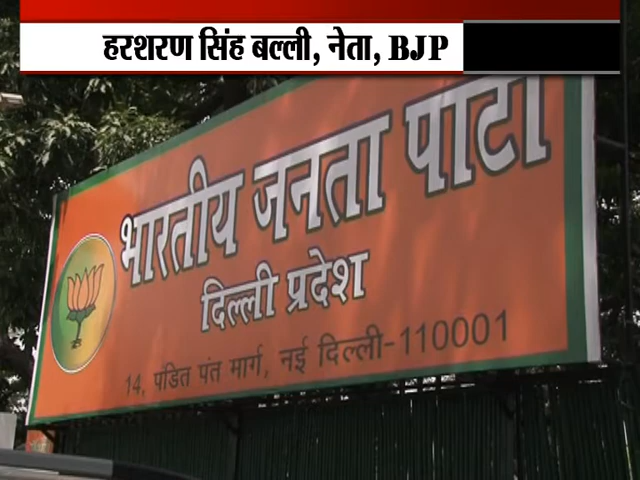 हरशरण सिंह बल्ली, नेता, BJP
भारतीय जनता पार्टी
दिल्ली प्रदेश
14, पंडित पंत मार्ग, नई दिल्ली-110001